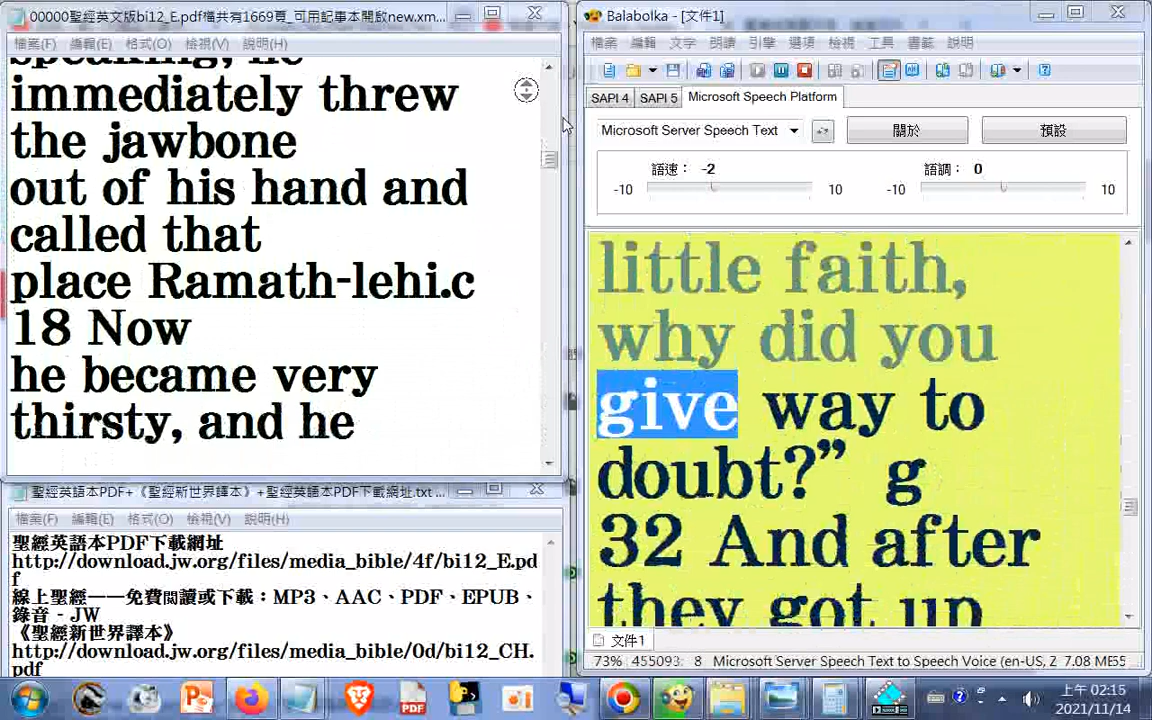 00000聖經英文版bi12_E.pdf檔共有1669頁_可用記事本開啟new.xm...
檔案(F) 編輯(E) 格式(O) 檢視(V) 說明(H)
speaking, he
immediately threw
the jawbone
out of his hand and
called that
place Ramath-lehi.c
18 Now
he became very
thirsty, and he
聖經英語本PDF+《聖經新世界譯本》+聖經英語本PDF下載網址.txt ...
檔案(F) 編輯(E) 格式(O) 檢視(V) 說明(H)
聖經英語本PDF下載網址
http://download.jw.org/files/media_bible/4f/bi12_E.pd
f
線上聖經——免費閱讀或下載：MP3、AAC、PDF、EPUB、
錄音 - JW
《聖經新世界譯本》
http://download.jw.org/files/media_bible/0d/bi12_CH.
pdf
Balabolka - [文件1]
檔案 編輯 文字 朗讀 引擎 選項 檢視 工具 書籤 說明
SAPI 4 SAPI 5 Microsoft Speech Platform
Microsoft Server Speech Text 關於 預設
語速： -2 語調： 0
-10 10 -10 10
little faith,
why did you
give way to
doubt?” g
32 And after
they got up
文件1
73% 455093: 8 Microsoft Server Speech Text to Speech Voice (en-US, Z 7.08 ME55
上午 02:15
2021/11/14